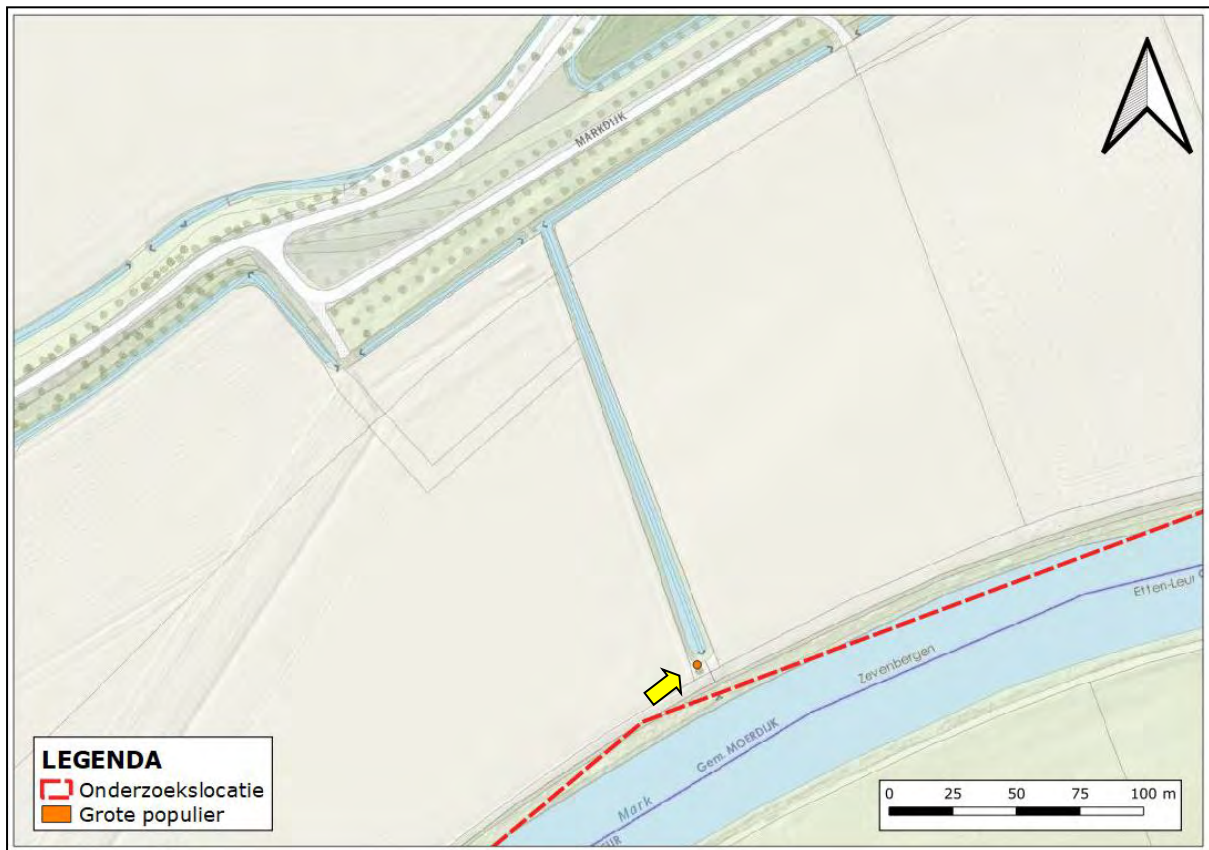 MARKDIJK
Etten-Leur
Zevenbergen
Gem. MOERDIJK
Mark
LEGENDA
Onderzoekslocatie
Grote populier
0 25 50 75 100 m